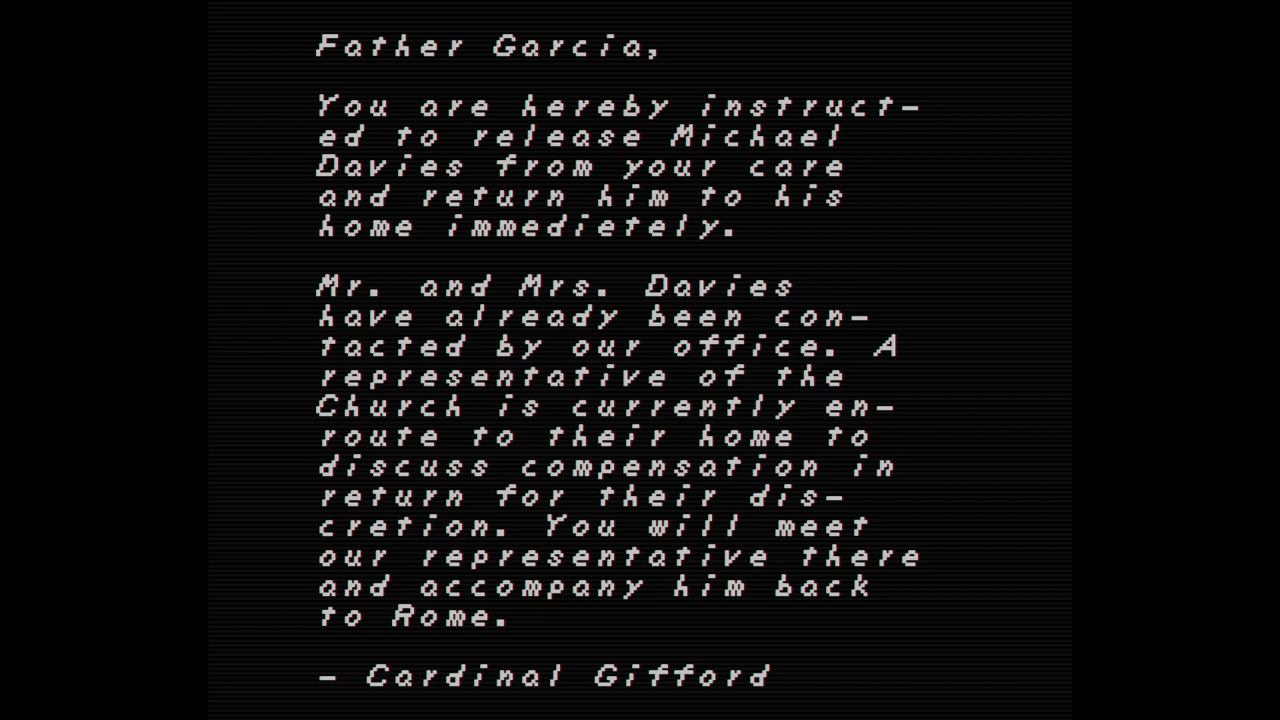 Father Garcia,
You are hereby instruct-
ed to release Michael
Davies from your care
and return him to his
home immedietely.
Mr. and Mrs. Davies
have already been con-
tacted by our office. A
representative of the
Church is currently en-
route to their home to
discuss compensation in
return for their dis-
cretion. You will meet
our representative there
and accompany him back
to Rome.
- Cardinal Gifford